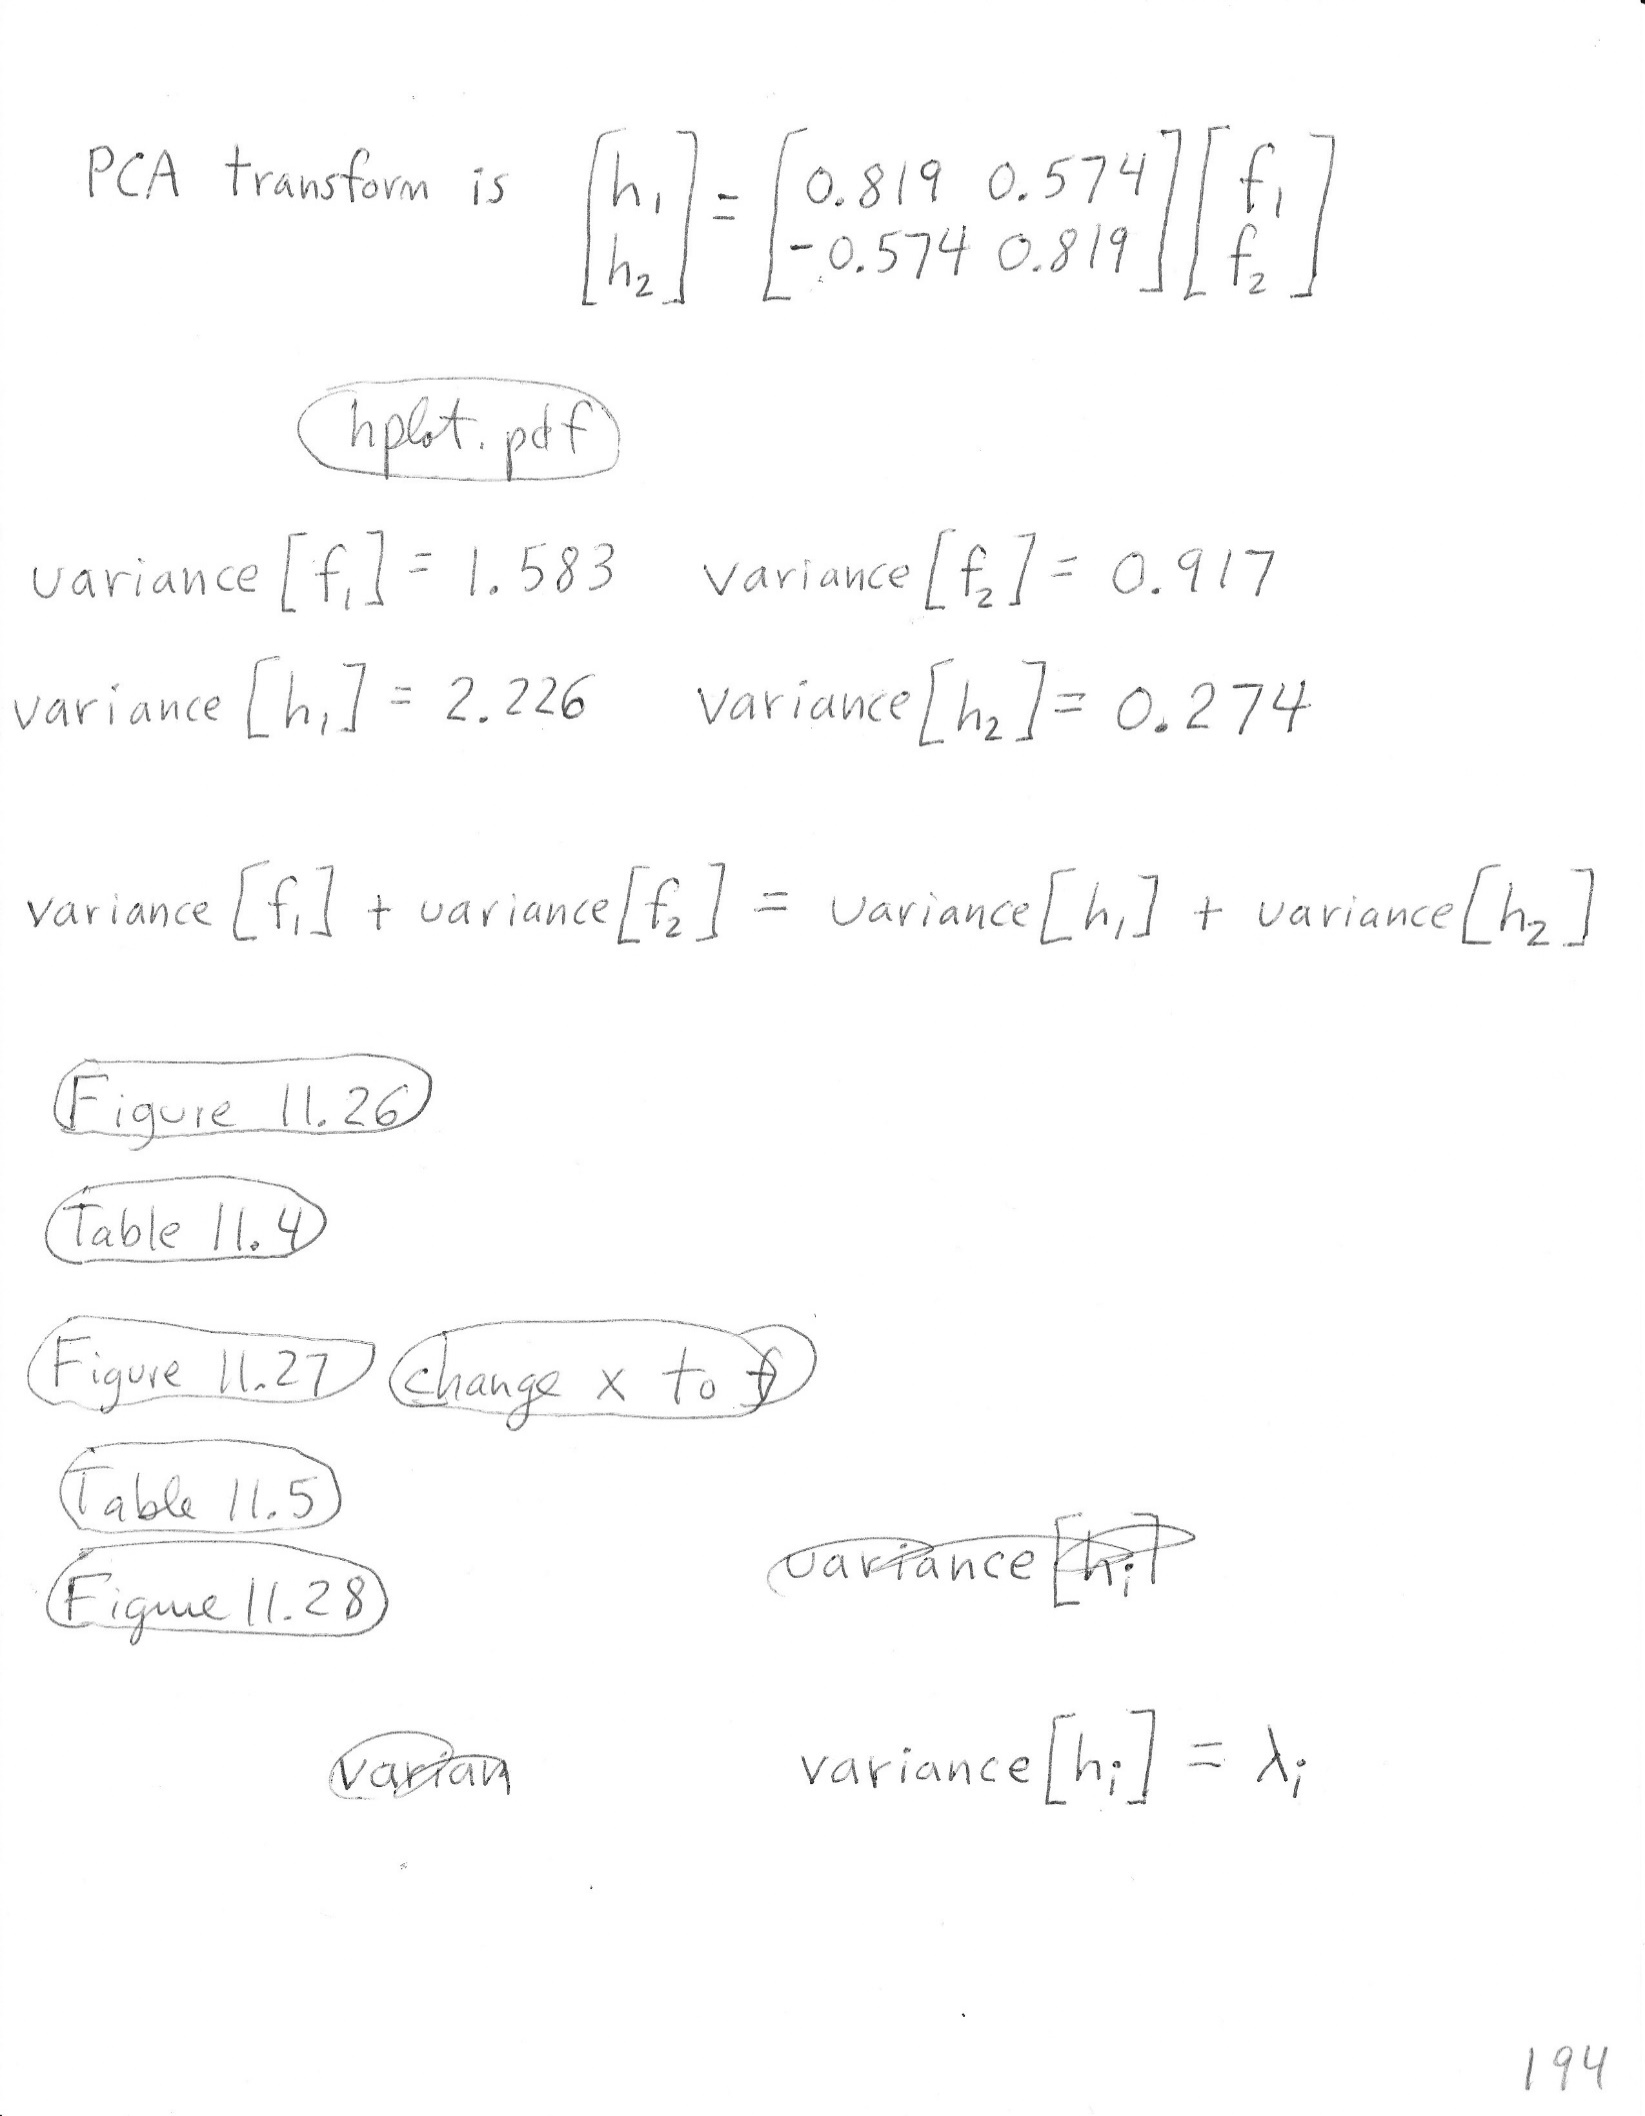 PCA transform is [h₁ h₂] = [0.819 0.574 -0.574 0.819] [f₁ f₂]
hplot.pdf
variance [f₁] = 1.583 variance [f₂] = 0.917
variance [h₁] = 2.226 variance [h₂] = 0.274
variance [f₁] + variance [f₂] = variance [h₁] + variance [h₂]
Figure 11.26
Table 11.4
Figure 11.27 change x to f
Table 11.5
variance [hᵢ]
Figure 11.28
varian variance [hᵢ] = λᵢ
194